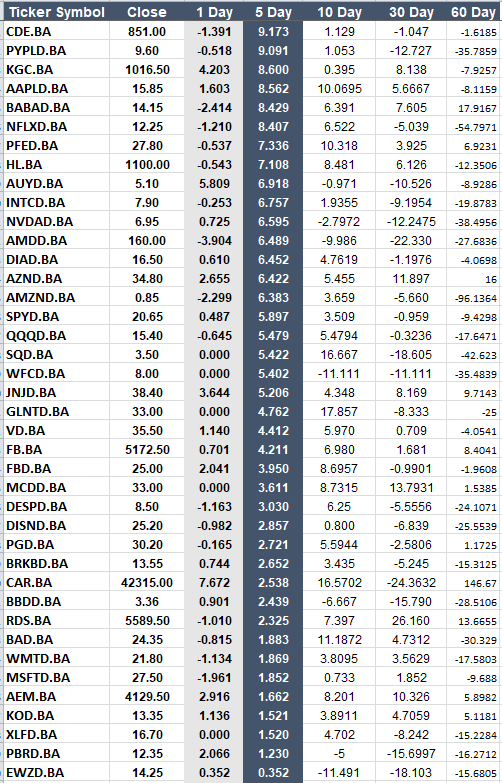 Ticker Symbol Close 1 Day 5 Day 10 Day 30 Day 60 Day
CDE.BA 851.00 -1.391 9.173 1.129 -1.047 -1.6185
PYPLD.BA 9.60 -0.518 9.091 1.053 -12.727 -35.7859
KGC.BA 1016.50 4.203 8.600 0.395 8.138 -7.9257
AAPLD.BA 15.85 1.603 8.562 10.0695 5.6667 -8.1159
BABAD.BA 14.15 -2.414 8.429 6.391 7.605 17.9167
NFLXD.BA 12.25 -1.210 8.407 6.522 -5.039 -54.7971
PFED.BA 27.80 -0.537 7.336 10.318 3.925 6.9231
HL.BA 1100.00 -0.543 7.108 8.481 6.126 -12.3506
AUYD.BA 5.10 5.809 6.918 -0.971 -10.526 -8.9286
INTCD.BA 7.90 -0.253 6.757 1.9355 -9.1954 -19.8783
NVDAD.BA 6.95 0.725 6.595 -2.7972 -12.2475 -38.4956
AMDD.BA 160.00 -3.904 6.489 -9.986 -22.330 -27.6836
DIAD.BA 16.50 0.610 6.452 4.7619 -1.1976 -4.0698
AZND.BA 34.80 2.655 6.422 5.455 11.897 16
AMZND.BA 0.85 -2.299 6.383 3.659 -5.660 -96.1364
SPYD.BA 20.65 0.487 5.897 3.509 -0.959 -9.4298
QQQD.BA 15.40 -0.645 5.479 5.4794 -0.3236 -17.6471
SQD.BA 3.50 0.000 5.422 16.667 -18.605 -42.623
WFCD.BA 8.00 0.000 5.402 -11.111 -11.111 -35.4839
JNJD.BA 38.40 3.644 5.206 4.348 8.169 9.7143
GLNTD.BA 33.00 0.000 4.762 17.857 -8.333 -25
VD.BA 35.50 1.140 4.412 5.970 0.709 -4.0541
FB.BA 5172.50 0.701 4.211 6.980 1.681 8.4041
FBD.BA 25.00 2.041 3.950 8.6957 -0.9901 -1.9608
MCDD.BA 33.00 0.000 3.611 8.7315 13.7931 1.5385
DESPD.BA 8.50 -1.163 3.030 6.25 -5.5556 -24.1071
DISND.BA 25.20 -0.982 2.857 0.800 -6.839 -25.5539
PGD.BA 30.20 -0.165 2.721 5.5944 -2.5806 1.1725
BRKBD.BA 13.55 0.744 2.652 3.435 -5.245 -15.3125
CAR.BA 42315.00 7.672 2.538 16.5702 -24.3632 146.67
BBDD.BA 3.36 0.901 2.439 -6.667 -15.790 -28.5106
RDS.BA 5589.50 -1.010 2.325 7.397 26.160 13.6655
BAD.BA 24.35 -0.815 1.883 11.1872 4.7312 -30.329
WMTD.BA 21.80 -1.134 1.869 3.8095 3.5629 -17.5803
MSFTD.BA 27.50 -1.961 1.852 0.733 1.852 -9.688
AEM.BA 4129.50 2.916 1.662 8.201 10.326 5.8982
KOD.BA 13.35 1.136 1.521 3.8911 4.7059 5.1181
XLFD.BA 16.70 0.000 1.520 4.702 -8.242 -15.2284
PBRD.BA 12.35 2.066 1.230 -5 -15.6997 -16.2712
EWZD.BA 14.25 0.352 0.352 -11.491 -18.103 -15.6805